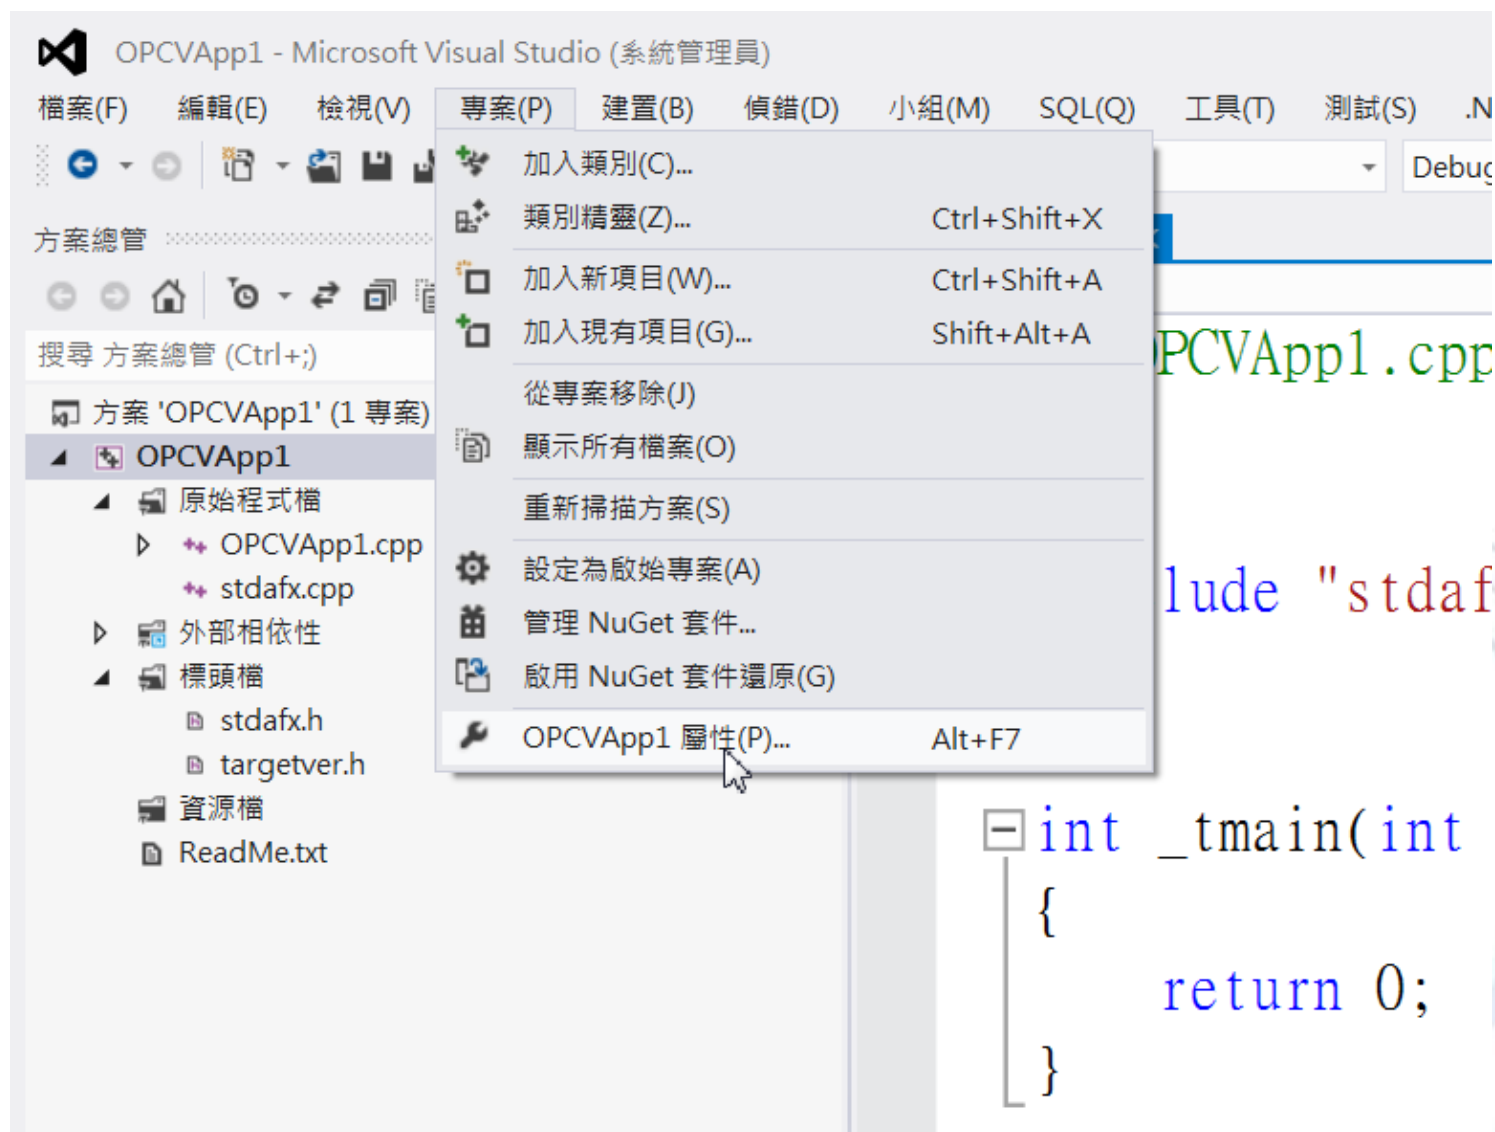 OPCVApp1 - Microsoft Visual Studio (系統管理員)
檔案(F) 編輯(E) 檢視(V) 專案(P) 建置(B) 偵錯(D) 小組(M) SQL(Q) 工具(T) 測試(S) .N
Debug
加入類別(C)...
類別精靈(Z)... Ctrl+Shift+X
加入新項目(W)... Ctrl+Shift+A
加入現有項目(G)... Shift+Alt+A
從專案移除(J)
顯示所有檔案(O)
重新掃描方案(S)
設定為啟始專案(A)
管理 NuGet 套件...
啟用 NuGet 套件還原(G)
OPCVApp1 屬性(P)... Alt+F7
方案總管
搜尋 方案總管 (Ctrl+;)
方案 'OPCVApp1' (1 專案)
OPCVApp1
原始程式檔
OPCVApp1.cpp
stdafx.cpp
外部相依性
標頭檔
stdafx.h
targetver.h
資源檔
ReadMe.txt
PCVApp1.cpp
lude "stdaf
int _tmain(int
{
return 0;
}